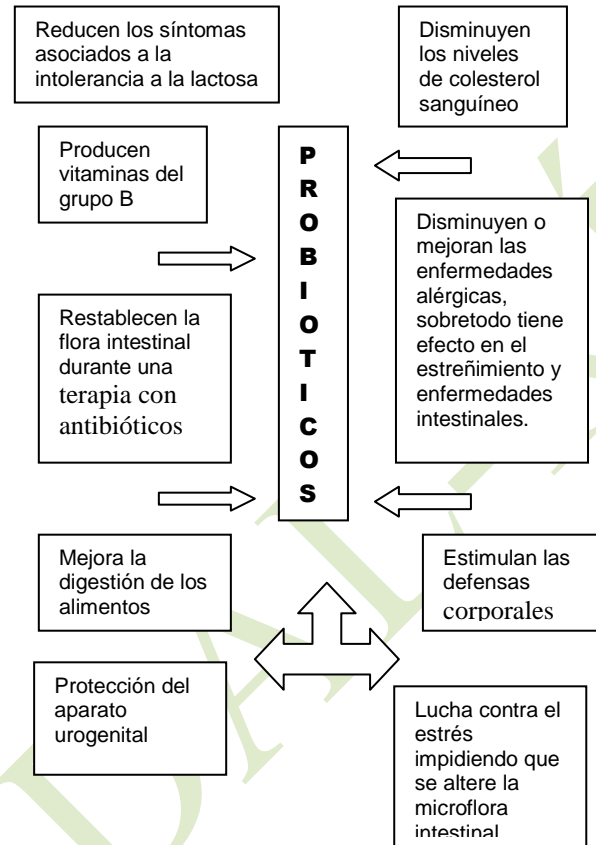 Reducen los síntomas
asociados a la
intolerancia a la lactosa
Disminuyen
los niveles
de colesterol
sanguíneo
Producen
vitaminas del
grupo B
PROBIOTICOS
Disminuyen o
mejoran las
enfermedades
alérgicas,
sobretodo tiene
efecto en el
estreñimiento y
enfermedades
intestinales.
Restablecen la
flora intestinal
durante una
terapia con
antibióticos
Mejora la
digestión de los
alimentos
Estimulan las
defensas
corporales
Protección del
aparato
urogenital
Lucha contra el
estrés
impidiendo que
se altere la
microflora
intestinal